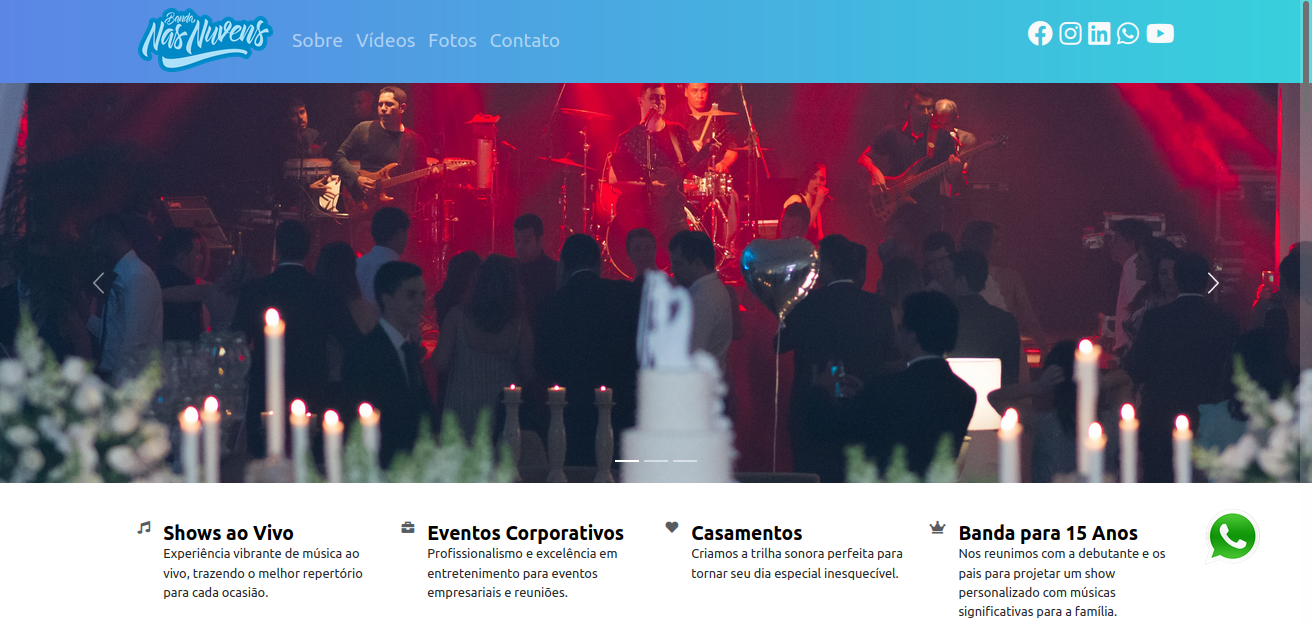 Banda
Nas Nuvens
Sobre Vídeos Fotos Contato
Shows ao Vivo
Experiência vibrante de música ao
vivo, trazendo o melhor repertório
para cada ocasião.
Eventos Corporativos
Profissionalismo e excelência em
entretenimento para eventos
empresariais e reuniões.
Casamentos
Criamos a trilha sonora perfeita para
tornar seu dia especial inesquecível.
Banda para 15 Anos
Nos reunimos com a debutante e os
pais para projetar um show
personalizado com músicas
significativas para a família.